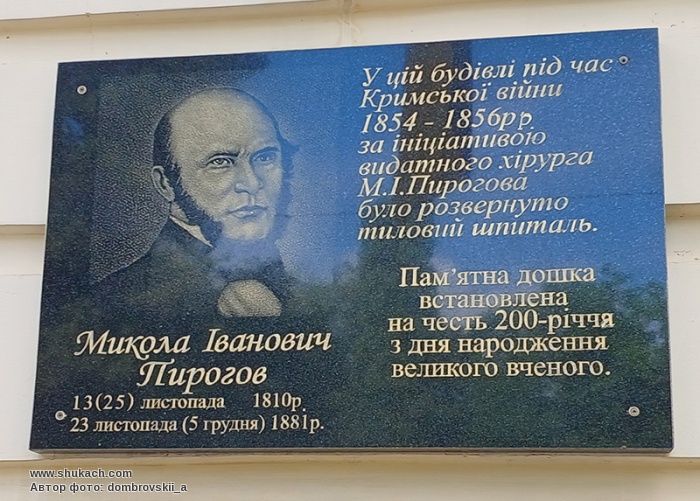 У цій будівлі під час
Кримської війни
1854 - 1856рр
за ініціативою
видатного хірурга
М.І.Пирогова
було розвернуто
тиловий шпиталь.
Пам'ятна дошка
встановлена
на честь 200-річчя
з дня народження
великого вченого.
Микола Іванович
Пирогов
13(25) листопада 1810р.
23 листопада (5 грудня) 1881г.
www.shukach.com
Автор фото: dombrovskii_a